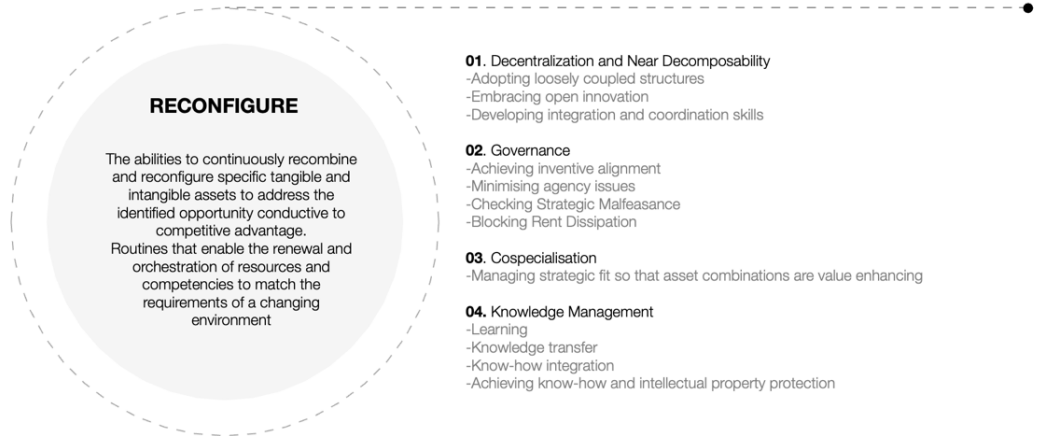 RECONFIGURE
The abilities to continuously recombine
and reconfigure specific tangible and
intangible assets to address the
identified opportunity conductive to
competitive advantage.
Routines that enable the renewal and
orchestration of resources and
competencies to match the
requirements of a changing
environment
01. Decentralization and Near Decomposability
-Adopting loosely coupled structures
-Embracing open innovation
-Developing integration and coordination skills
02. Governance
-Achieving inventive alignment
-Minimising agency issues
-Checking Strategic Malfeasance
-Blocking Rent Dissipation
03. Cospecialisation
-Managing strategic fit so that asset combinations are value enhancing
04. Knowledge Management
-Learning
-Knowledge transfer
-Know-how integration
-Achieving know-how and intellectual property protection